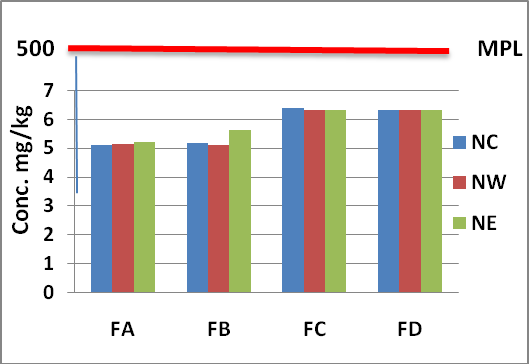 500 MPL
7
6
5
4
3
2
1
0
Conc. mg/kg
FA FB FC FD
NC
NW
NE